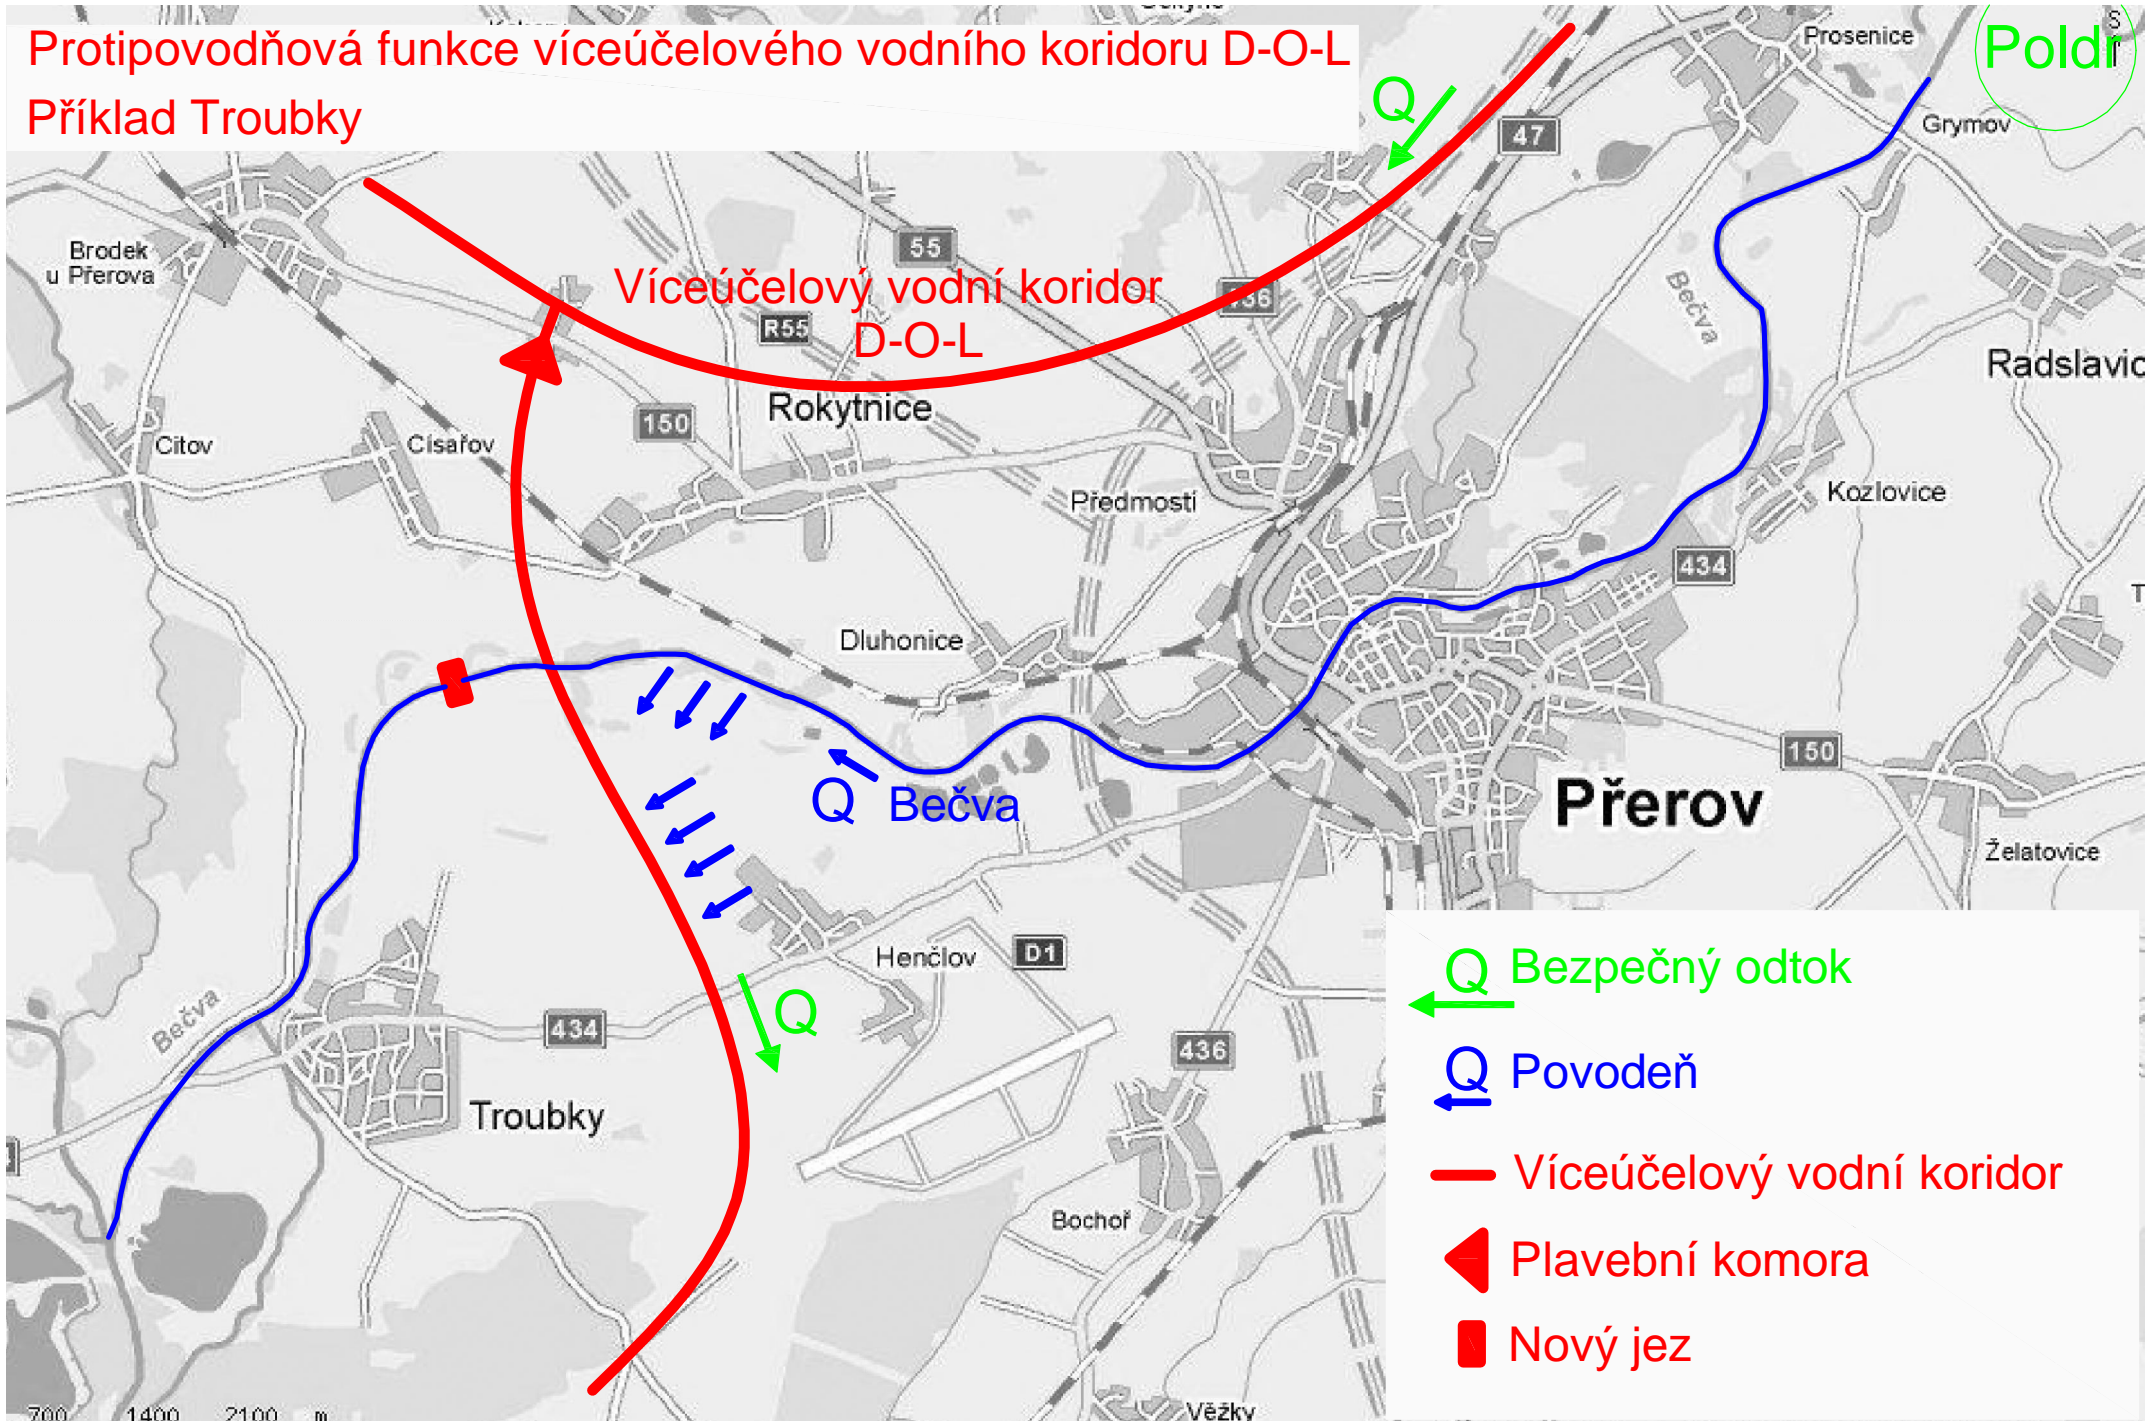 Protipovodňová funkce víceúčelového vodního koridoru D-O-L
Příklad Troubky
Poldr
Prosenice
Grymov
Q
47
Brodek
u Přerova
55
Víceúčelový vodní koridor
D-O-L
R55
436
Bečva
Radslavic
Rokytnice
150
Citov
Císařov
Předmostí
Kozlovice
434
Dluhonice
Q Bečva
Přerov
150
Želatovice
Henčlov
D1
Q
Bečva
434
436
Troubky
Bochoř
Věžky
Q Bezpečný odtok
Q Povodeň
Víceúčelový vodní koridor
Plavební komora
Nový jez
700 1400 2100 m